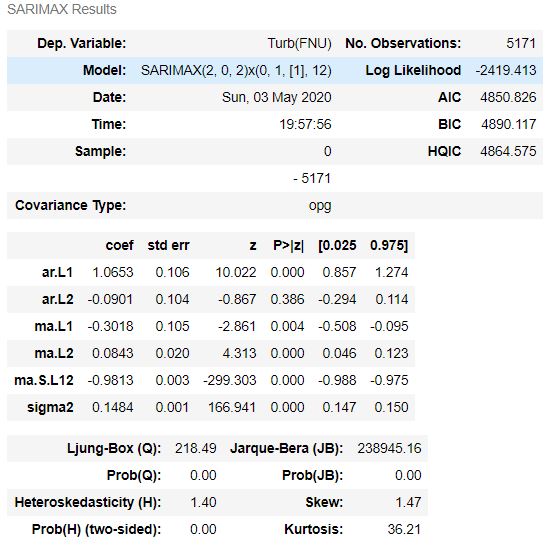 SARIMAX Results
Dep. Variable: Turb(FNU) No. Observations: 5171
Model: SARIMAX(2, 0, 2)x(0, 1, [1], 12) Log Likelihood -2419.413
Date: Sun, 03 May 2020 AIC 4850.826
Time: 19:57:56 BIC 4890.117
Sample: 0 HQIC 4864.575
- 5171
Covariance Type: opg
coef std err z P>|z| [0.025 0.975]
ar.L1 1.0653 0.106 10.022 0.000 0.857 1.274
ar.L2 -0.0901 0.104 -0.867 0.386 -0.294 0.114
ma.L1 -0.3018 0.105 -2.861 0.004 -0.508 -0.095
ma.L2 0.0843 0.020 4.313 0.000 0.046 0.123
ma.S.L12 -0.9813 0.003 -299.303 0.000 -0.988 -0.975
sigma2 0.1484 0.001 166.941 0.000 0.147 0.150
Ljung-Box (Q): 218.49 Jarque-Bera (JB): 238945.16
Prob(Q): 0.00 Prob(JB): 0.00
Heteroskedasticity (H): 1.40 Skew: 1.47
Prob(H) (two-sided): 0.00 Kurtosis: 36.21